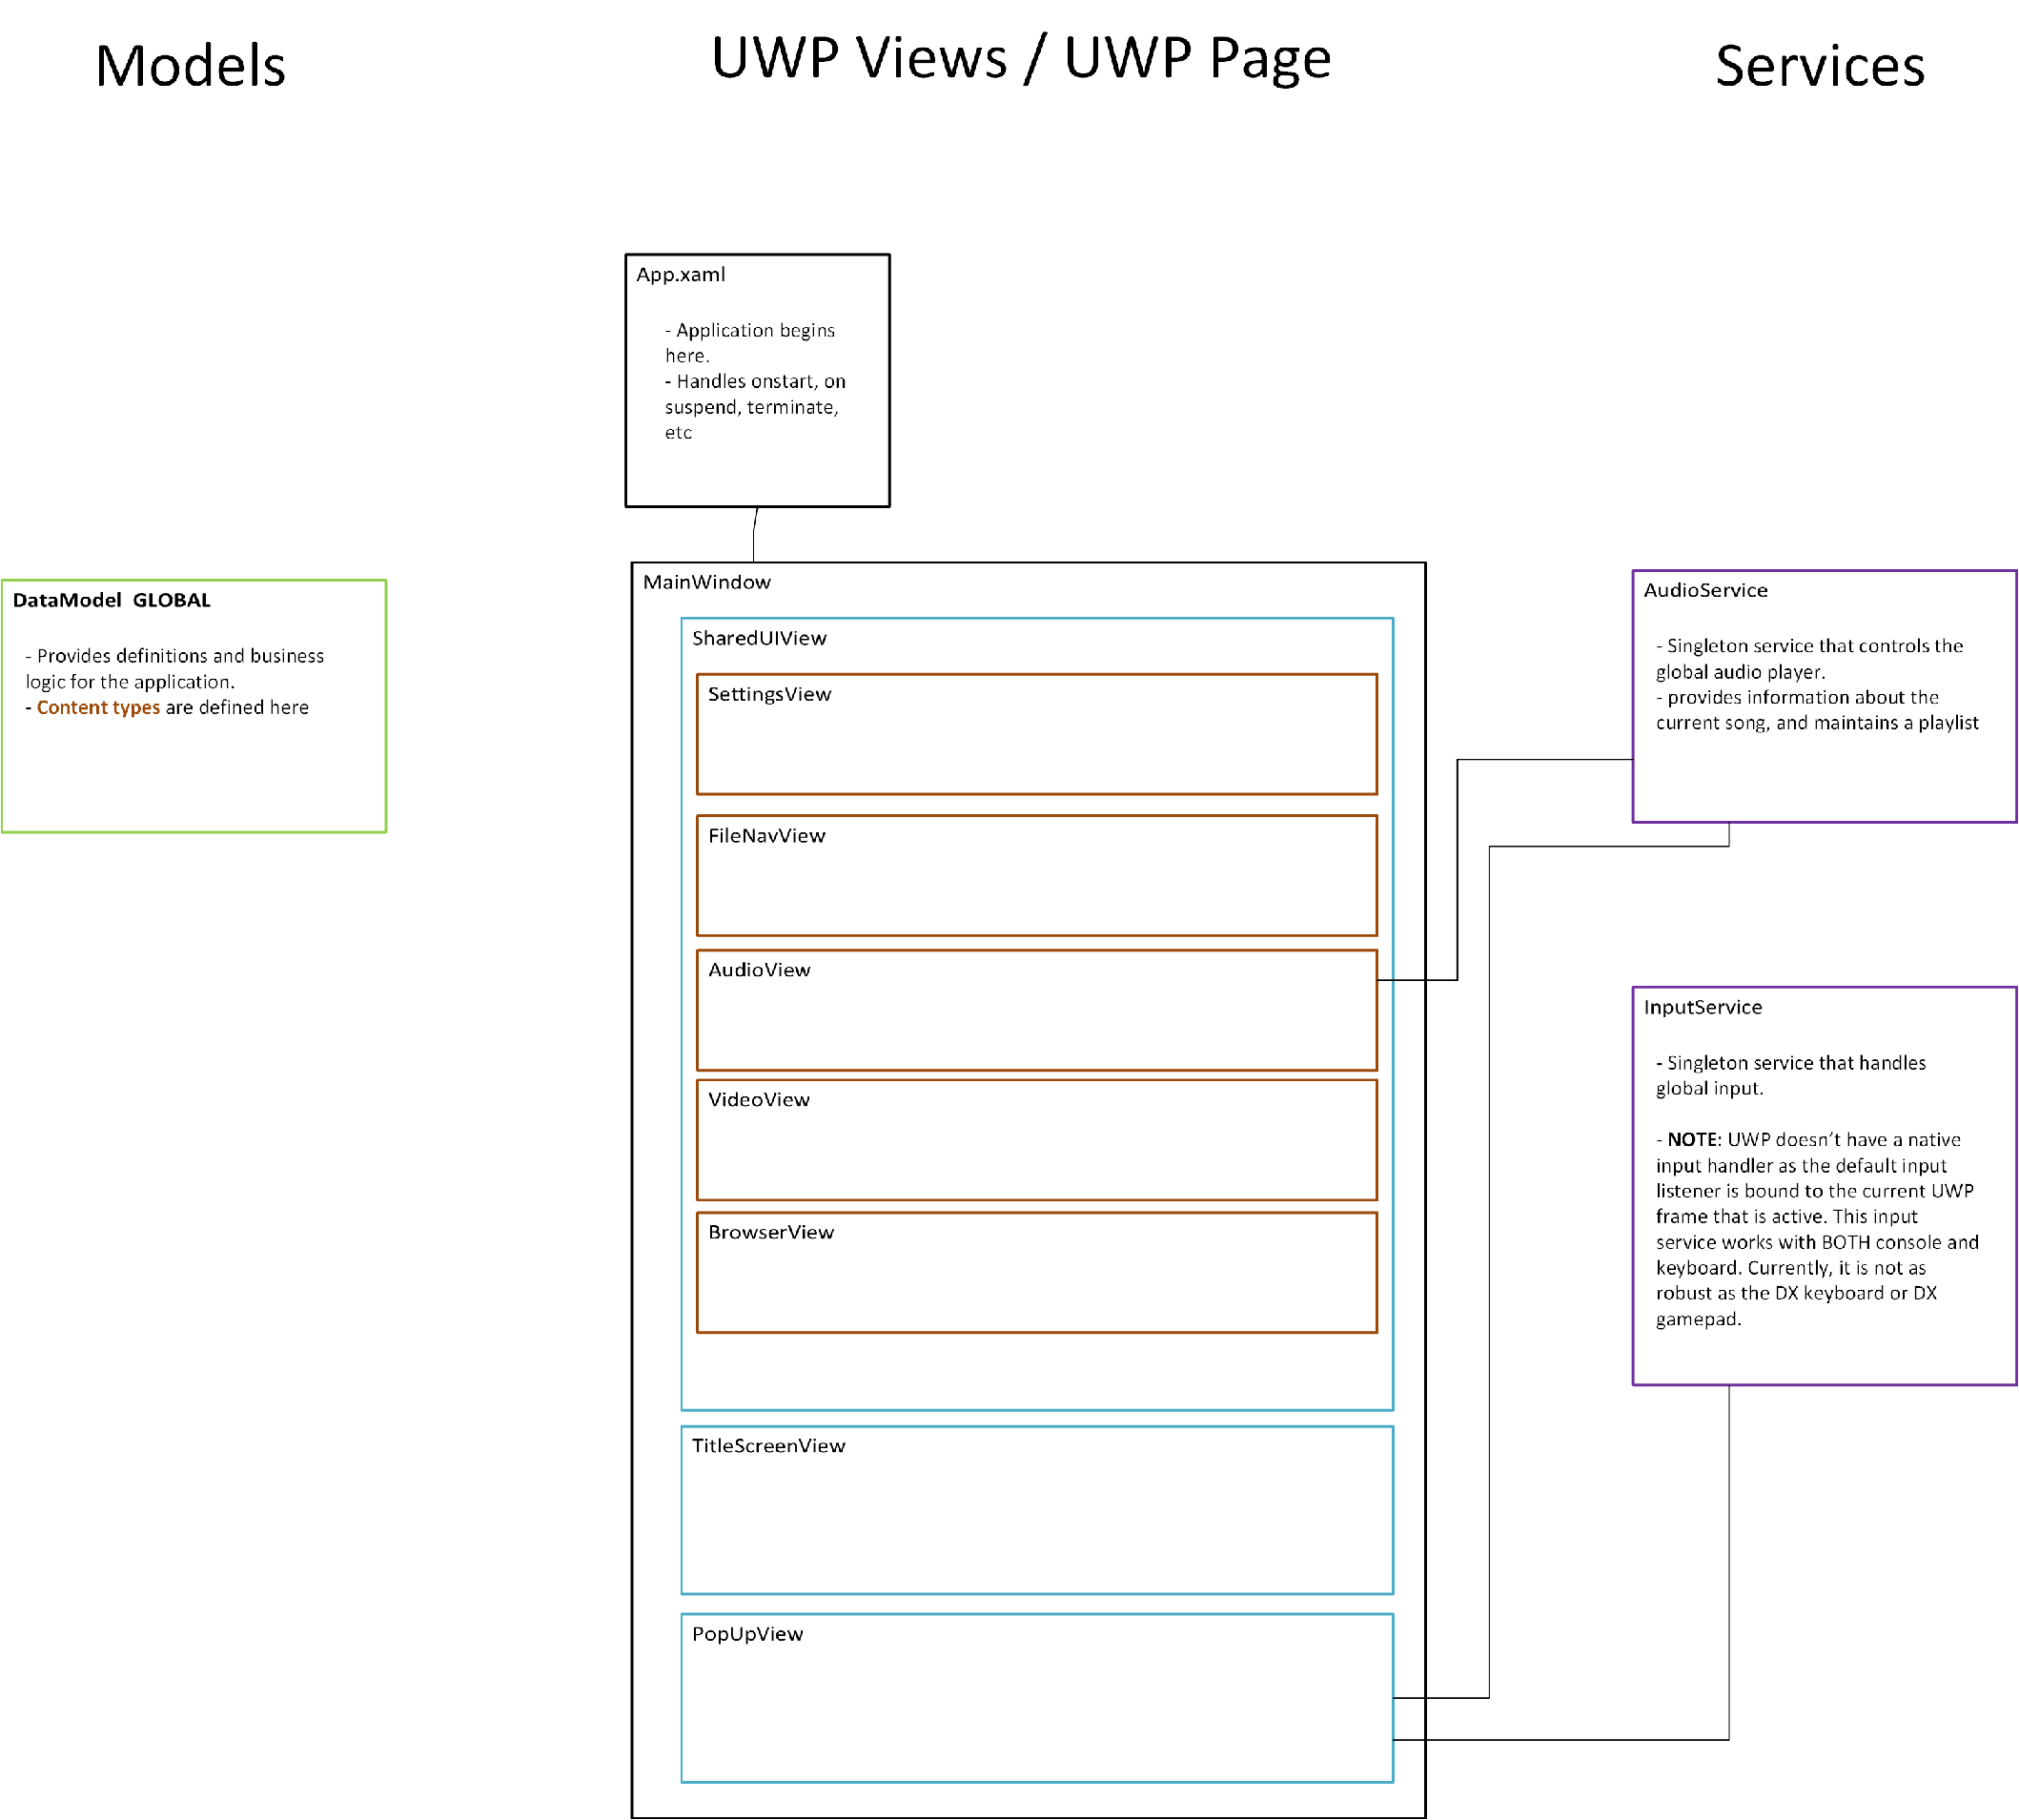 Models
UWP Views / UWP Page
Services
App.xaml
- Application begins
here.
- Handles onstart, on
suspend, terminate,
etc
DataModel  GLOBAL
- Provides definitions and business
logic for the application.
- Content types are defined here
MainWindow
SharedUIView
SettingsView
FileNavView
AudioView
VideoView
BrowserView
TitleScreenView
PopUpView
AudioService
- Singleton service that controls the
global audio player.
- provides information about the
current song, and maintains a playlist
InputService
- Singleton service that handles
global input.
- NOTE: UWP doesn’t have a native
input handler as the default input
listener is bound to the current UWP
frame that is active. This input
service works with BOTH console and
keyboard. Currently, it is not as
robust as the DX keyboard or DX
gamepad.